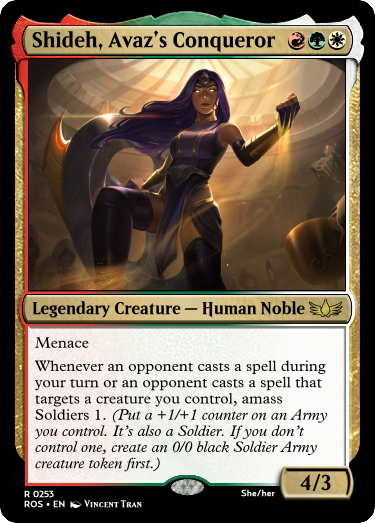 Shideh, Avaz's Conqueror
Legendary Creature — Human Noble
Menace
Whenever an opponent casts a spell during
your turn or an opponent casts a spell that
targets a creature you control, amass
Soldiers 1. (Put a +1/+1 counter on an Army
you control. It's also a Soldier. If you don't
control one, create an 0/0 black Soldier Army
creature token first.)
4/3
R 0253
ROS • EN Vincent Tran
She/her